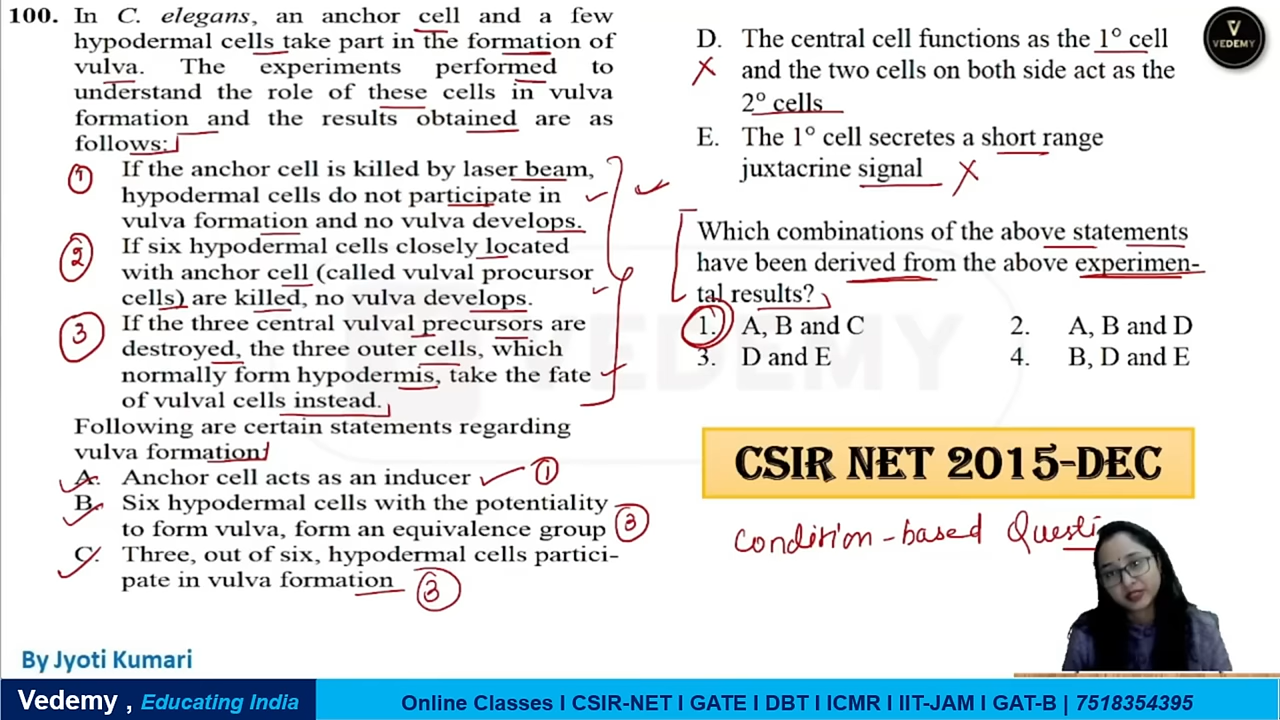 100. In C. elegans, an anchor cell and a few
hypodermal cells take part in the formation of
vulva. The experiments performed to
understand the role of these cells in vulva
formation and the results obtained are as
follows:
1 If the anchor cell is killed by laser beam,
hypodermal cells do not participate in
vulva formation and no vulva develops.
2 If six hypodermal cells closely located
with anchor cell (called vulval procursor
cells) are killed, no vulva develops.
3 If the three central vulval precursors are
destroyed, the three outer cells, which
normally form hypodermis, take the fate
of vulval cells instead.
Following are certain statements regarding
vulva formation
A. Anchor cell acts as an inducer 1
B. Six hypodermal cells with the potentiality
to form vulva, form an equivalence group 3
C. Three, out of six, hypodermal cells partici-
pate in vulva formation 3
D. The central cell functions as the 1° cell
and the two cells on both side act as the
2° cells
E. The 1° cell secretes a short range
juxtacrine signal
Which combinations of the above statements
have been derived from the above experimen-
tal results?
1. A, B and C 2. A, B and D
3. D and E 4. B, D and E
CSIR NET 2015-DEC
condition-based Questi
VEDEMY
VEDEMY
By Jyoti Kumari
Vedemy , Educating India
Online Classes I CSIR-NET I GATE I DBT I ICMR I IIT-JAM I GAT-B | 7518354395